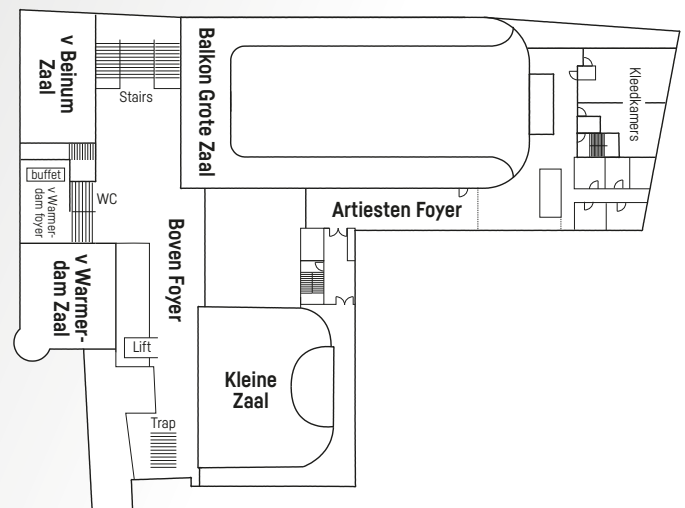 v Beinum
Zaal
Stairs
Balkon Grote Zaal
Kleedkamers
buffet
v Warmer-
dam foyer
WC
Artiesten Foyer
Boven Foyer
v Warmer-
dam Zaal
Lift
Kleine
Zaal
Trap